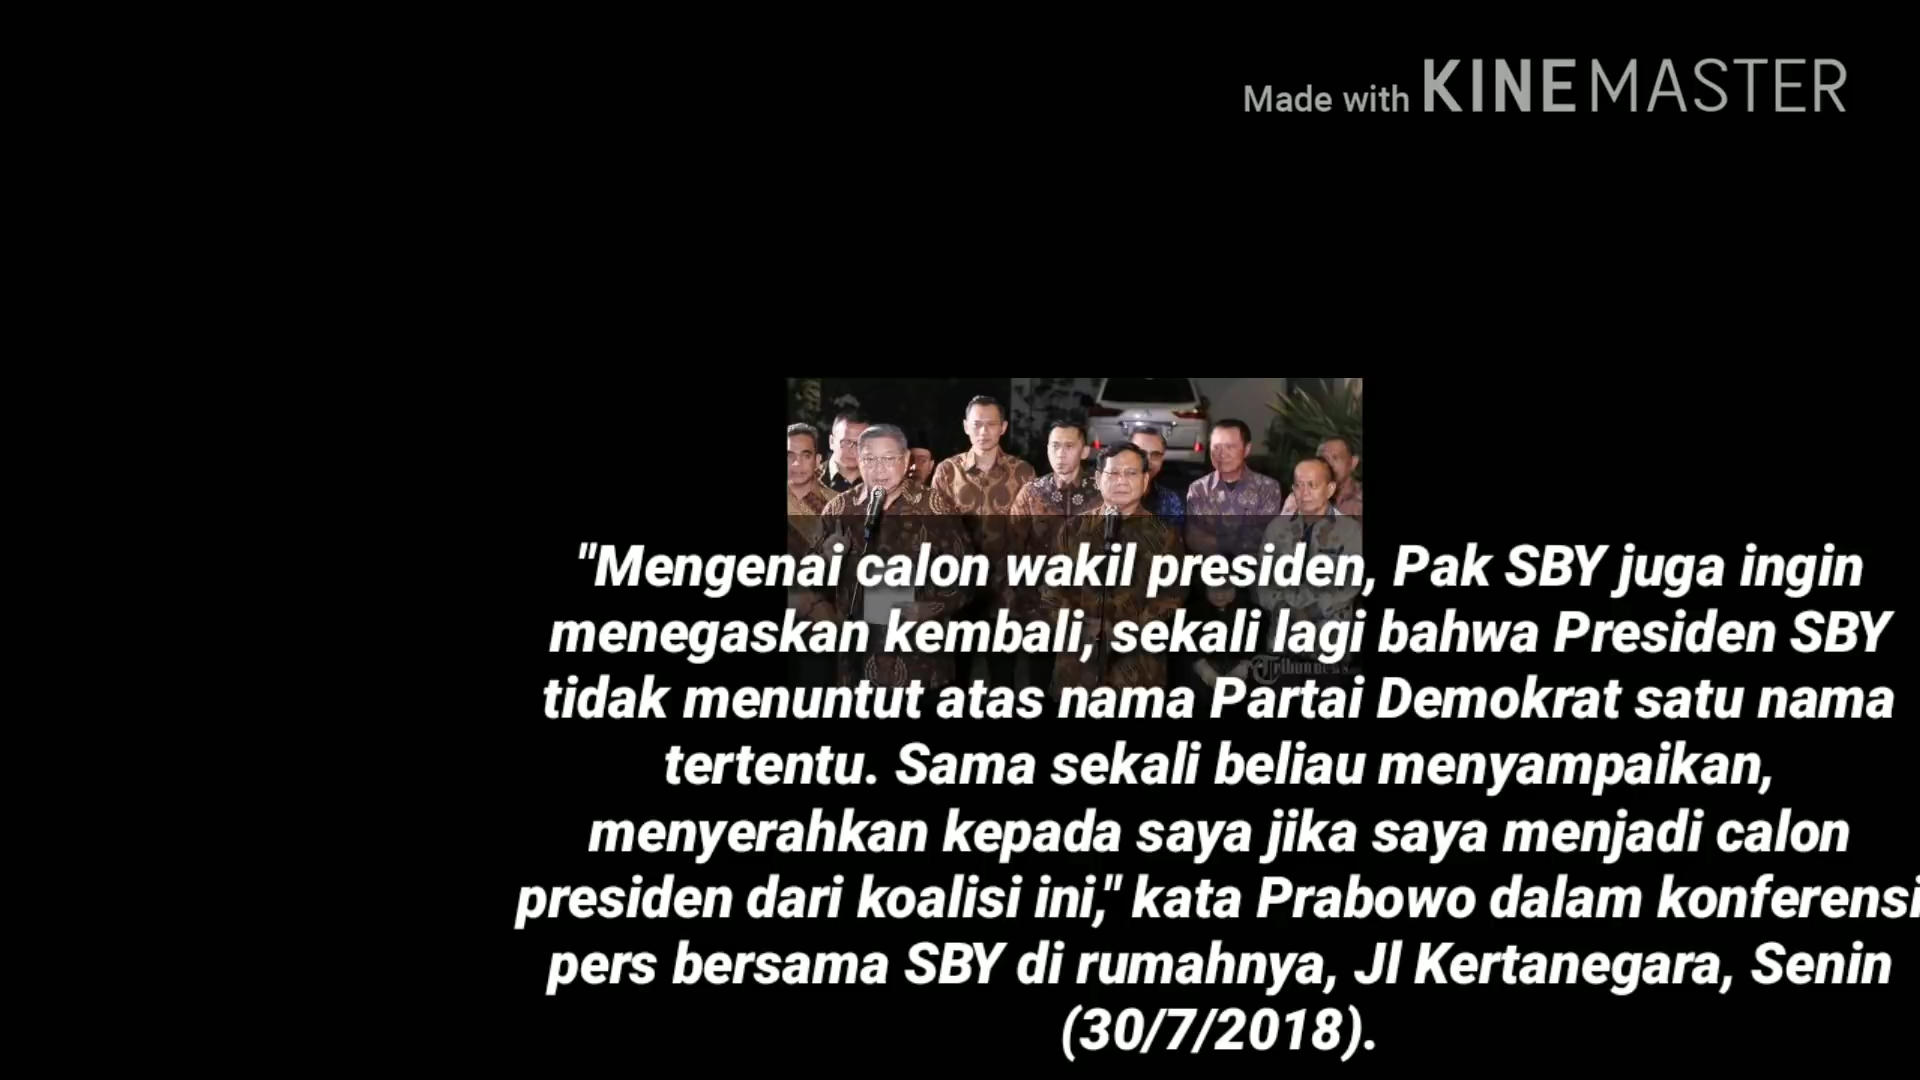 Made with KINEMASTER
"Mengenai calon wakil presiden, Pak SBY juga ingin
menegaskan kembali, sekali lagi bahwa Presiden SBY
tidak menuntut atas nama Partai Demokrat satu nama
tertentu. Sama sekali beliau menyampaikan,
menyerahkan kepada saya jika saya menjadi calon
presiden dari koalisi ini," kata Prabowo dalam konferensi
pers bersama SBY di rumahnya, Jl Kertanegara, Senin
(30/7/2018).